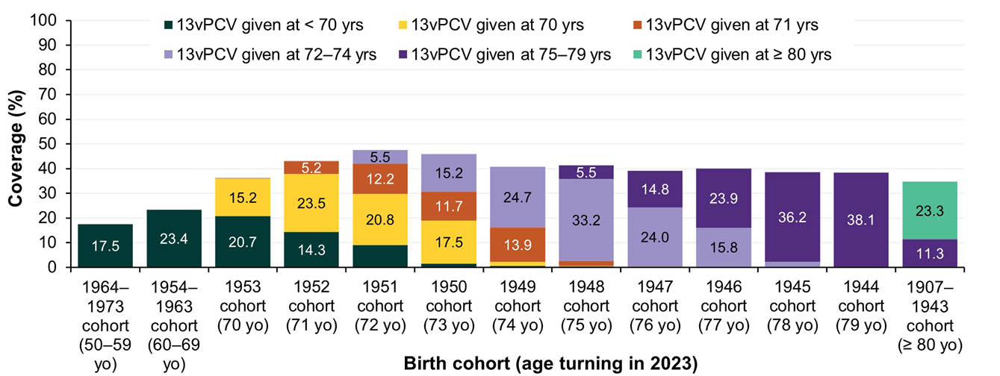 100
90
80
70
60
50
40
30
20
10
0
Coverage (%)
13vPCV given at < 70 yrs
13vPCV given at 70 yrs
13vPCV given at 71 yrs
13vPCV given at 72–74 yrs
13vPCV given at 75–79 yrs
13vPCV given at ≥ 80 yrs
17.5
23.4
15.2
20.7
5.2
23.5
14.3
5.5
12.2
20.8
15.2
11.7
17.5
24.7
13.9
5.5
33.2
14.8
24.0
23.9
15.8
36.2
38.1
23.3
11.3
1964–
1973
cohort
(50–59
yo)
1954–
1963
cohort
(60–69
yo)
1953
cohort
(70 yo)
1952
cohort
(71 yo)
1951
cohort
(72 yo)
1950
cohort
(73 yo)
1949
cohort
(74 yo)
1948
cohort
(75 yo)
1947
cohort
(76 yo)
1946
cohort
(77 yo)
1945
cohort
(78 yo)
1944
cohort
(79 yo)
1907–
1943
cohort
(≥ 80 yo)
Birth cohort (age turning in 2023)